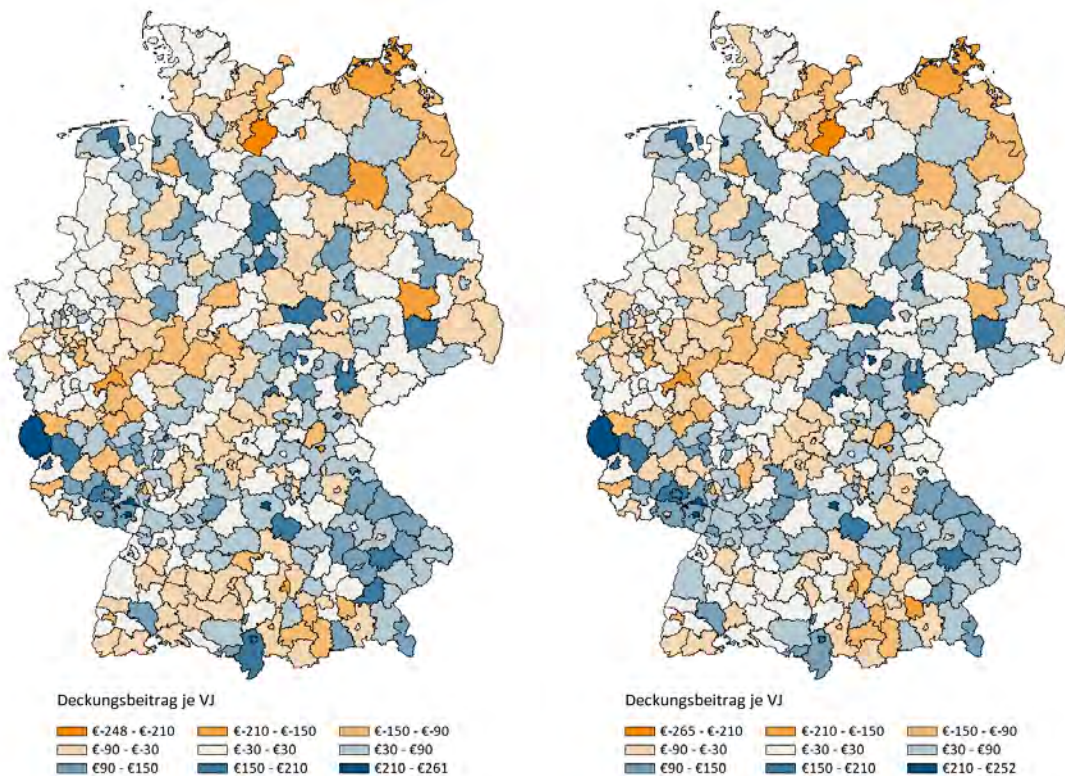 Deckungsbeitrag je VJ
€-248 - €-210 €-210 - €-150 €-150 - €-90
€-90 - €-30 €-30 - €30 €30 - €90
€90 - €150 €150 - €210 €210 - €261
Deckungsbeitrag je VJ
€-265 - €-210 €-210 - €-150 €-150 - €-90
€-90 - €-30 €-30 - €30 €30 - €90
€90 - €150 €150 - €210 €210 - €252